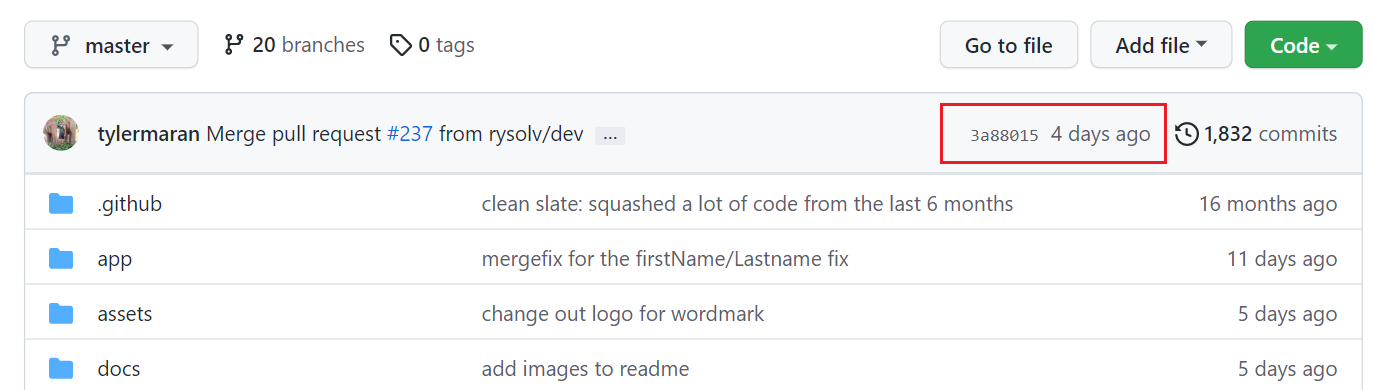 master 20 branches 0 tags Go to file Add file Code
tylermaran Merge pull request #237 from rysolv/dev ... 3a88015 4 days ago 1,832 commits
.github clean slate: squashed a lot of code from the last 6 months 16 months ago
app mergefix for the firstName/Lastname fix 11 days ago
assets change out logo for wordmark 5 days ago
docs add images to readme 5 days ago